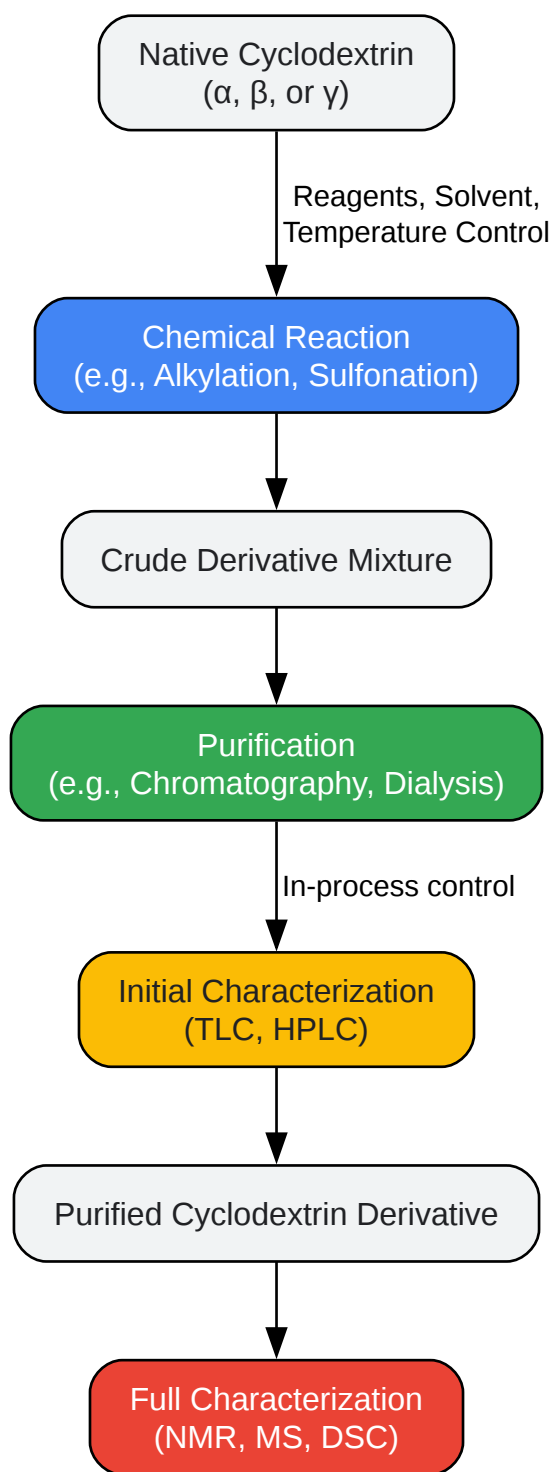 Native Cyclodextrin
(α, β, or γ)
Reagents, Solvent,
Temperature Control
Chemical Reaction
(e.g., Alkylation, Sulfonation)
Crude Derivative Mixture
Purification
(e.g., Chromatography, Dialysis)
In-process control
Initial Characterization
(TLC, HPLC)
Purified Cyclodextrin Derivative
Full Characterization
(NMR, MS, DSC)